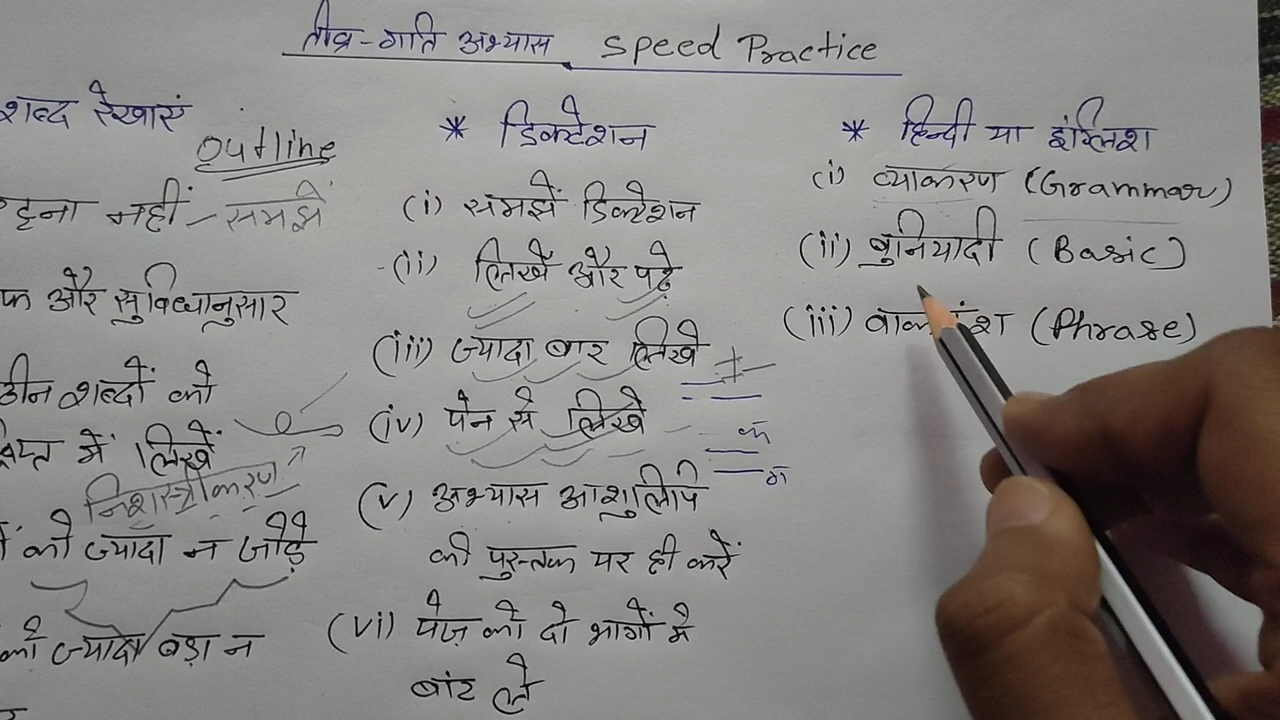 तीव्र-गति अभ्यास Speed Practice
शब्द रेखाएं
outline
नहीं - समझें
और सुविधानुसार
शब्दों को
में लिखें
निशस्त्रीकरण
को ज्यादा न जोड़ें
को ज्यादा बड़ा न
* डिक्टेशन
(i) समझें डिक्टेशन
(ii) लिखें और पढ़े
(iii) ज्यादा बार लिखे
(iv) पेन से लिखे
(v) अभ्यास आशुलिपि
की पुस्तक पर ही करें
(vi) पेज़ को दो भागों में
बांट ले
* हिन्दी या इंग्लिश
(i) व्याकरण (Grammar)
(ii) बुनियादी (Basic)
(iii) (Phrase)